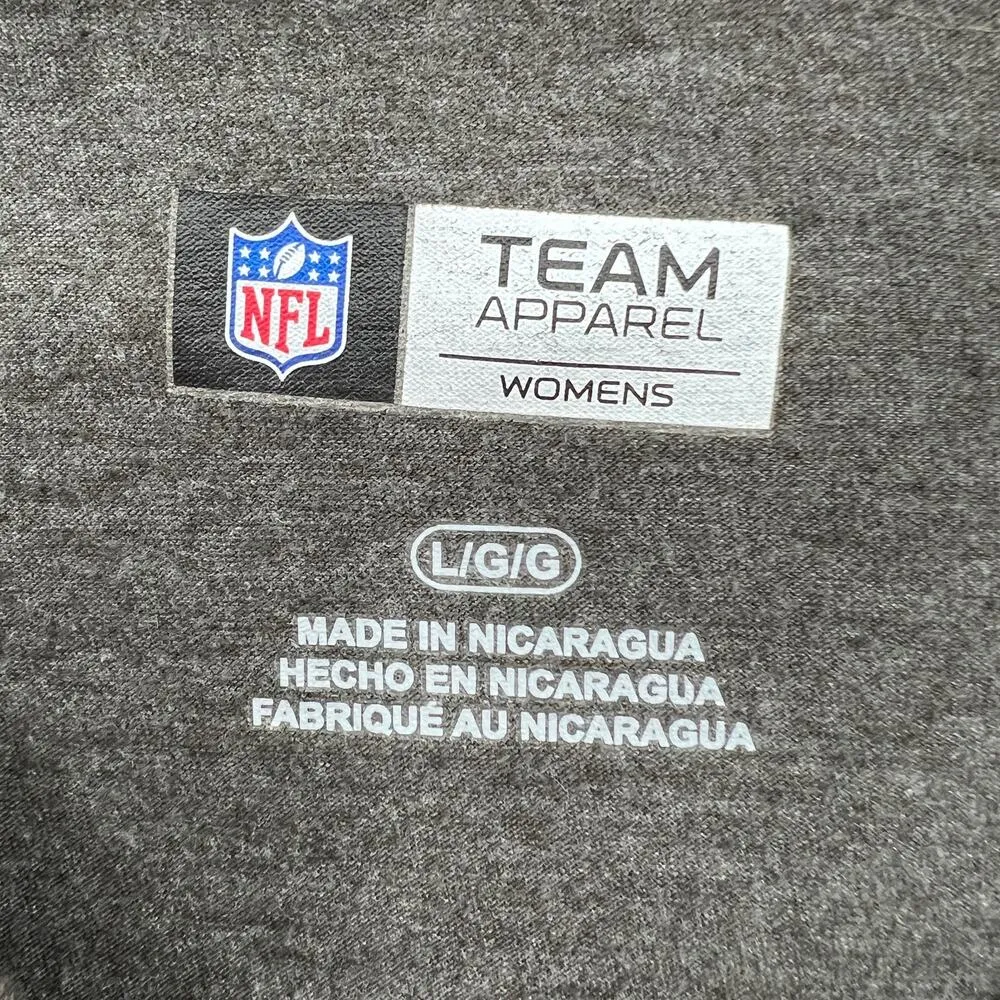 NFL
TEAM
APPAREL
WOMENS
L/G/G
MADE IN NICARAGUA
HECHO EN NICARAGUA
FABRIQUÉ AU NICARAGUA